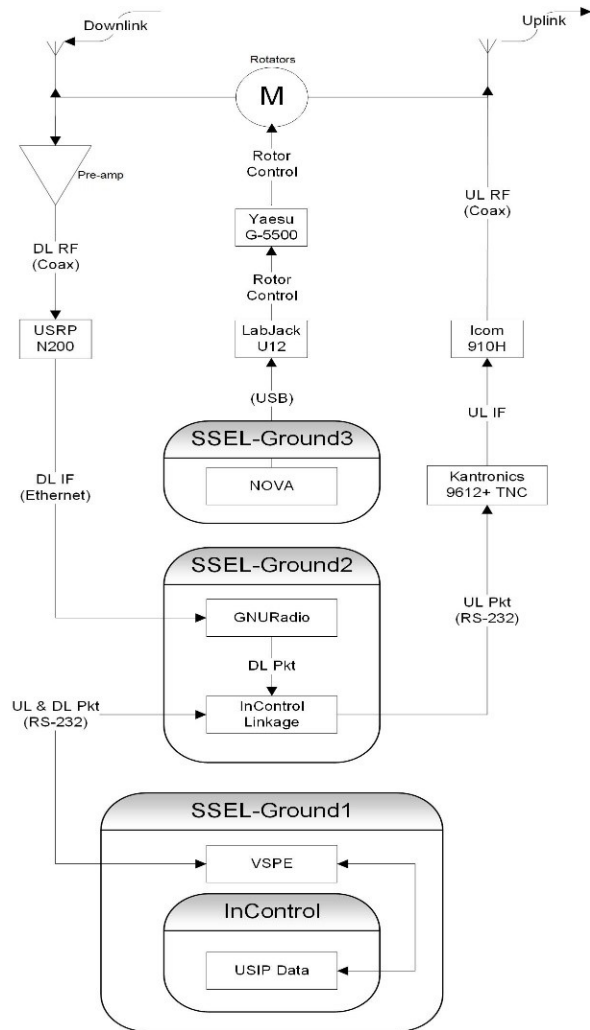 Downlink
Uplink
Rotators
M
Pre-amp
Rotor
Control
UL RF
(Coax)
Yaesu
G-5500
DL RF
(Coax)
Rotor
Control
USRP
N200
LabJack
U12
Icom
910H
(USB)
UL IF
SSEL-Ground3
NOVA
DL IF
(Ethernet)
Kantronics
9612+ TNC
SSEL-Ground2
GNURadio
UL Pkt
(RS-232)
DL Pkt
UL & DL Pkt
(RS-232)
InControl
Linkage
SSEL-Ground1
VSPE
InControl
USIP Data